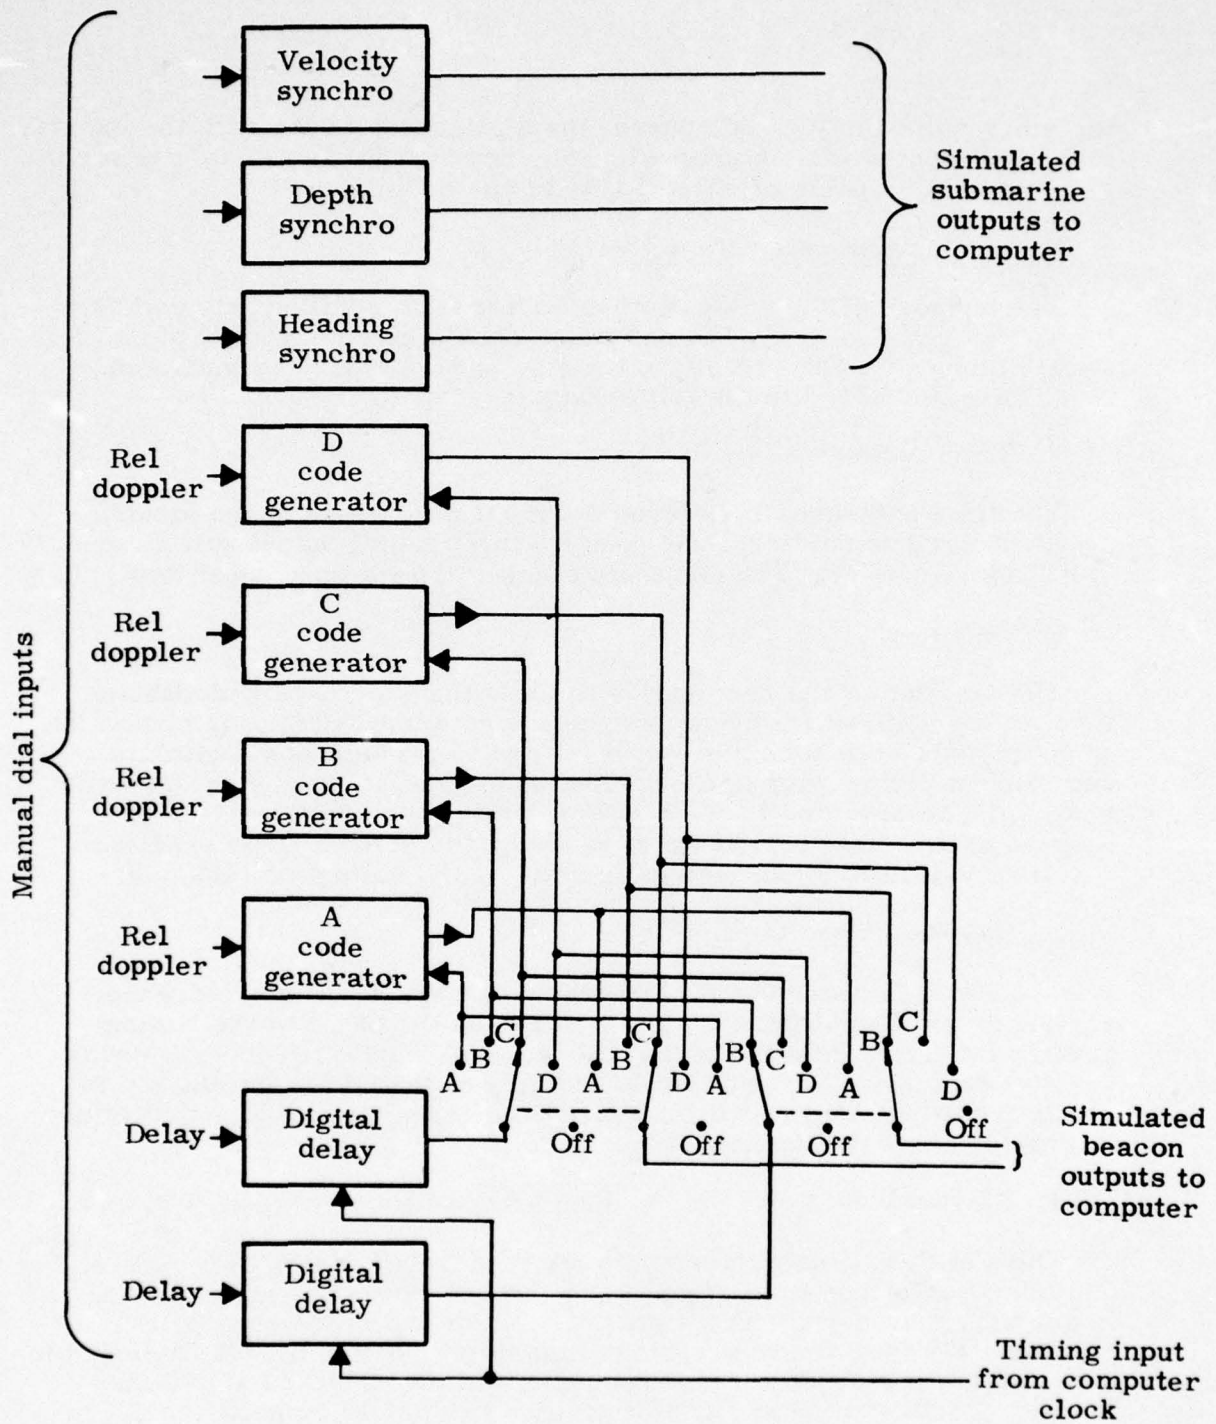 Velocity
synchro
Depth
synchro
Heading
synchro
Simulated
submarine
outputs to
computer
Manual dial inputs
Rel
doppler
D
code
generator
Rel
doppler
C
code
generator
Rel
doppler
B
code
generator
Rel
doppler
A
code
generator
A
B
C
D
A
B
C
D
A
B
C
D
A
B
C
D
Off
Off
Off
Off
Delay
Digital
delay
Simulated
beacon
outputs to
computer
Delay
Digital
delay
Timing input
from computer
clock